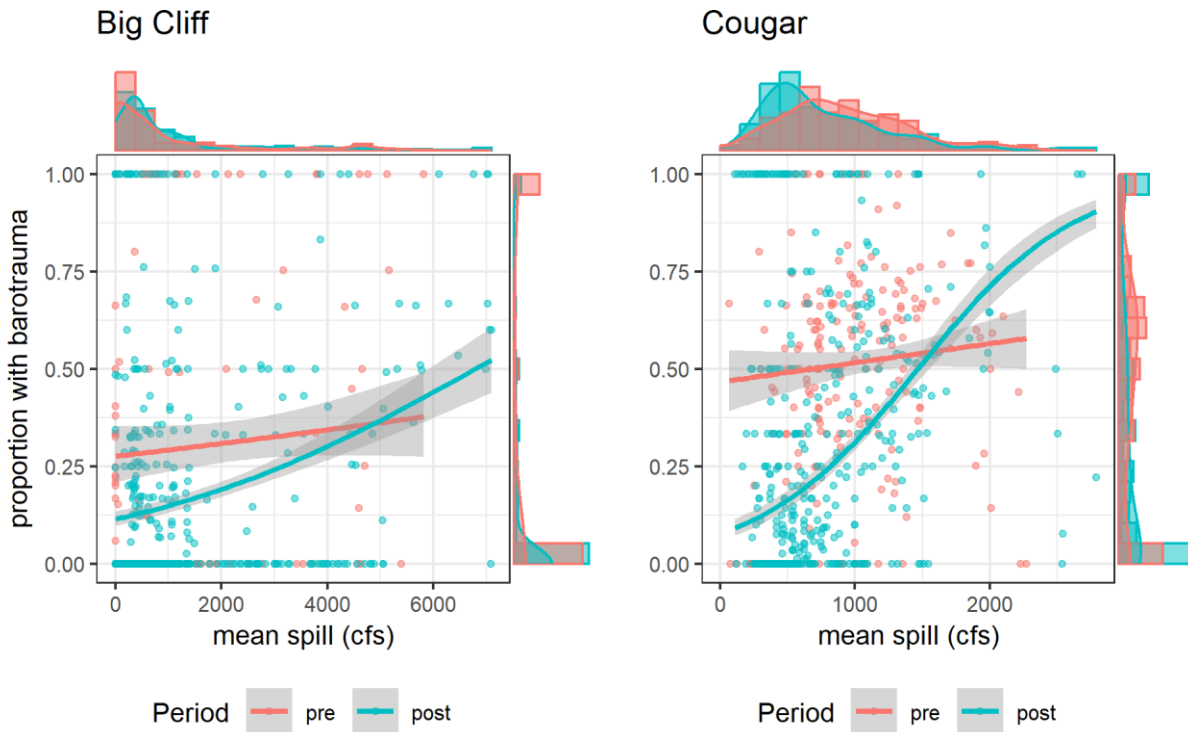 Big Cliff
proportion with barotrauma
1.00
0.75
0.50
0.25
0.00
0 2000 4000 6000
mean spill (cfs)
Period pre post
Cougar
1.00
0.75
0.50
0.25
0.00
0 1000 2000
mean spill (cfs)
Period pre post